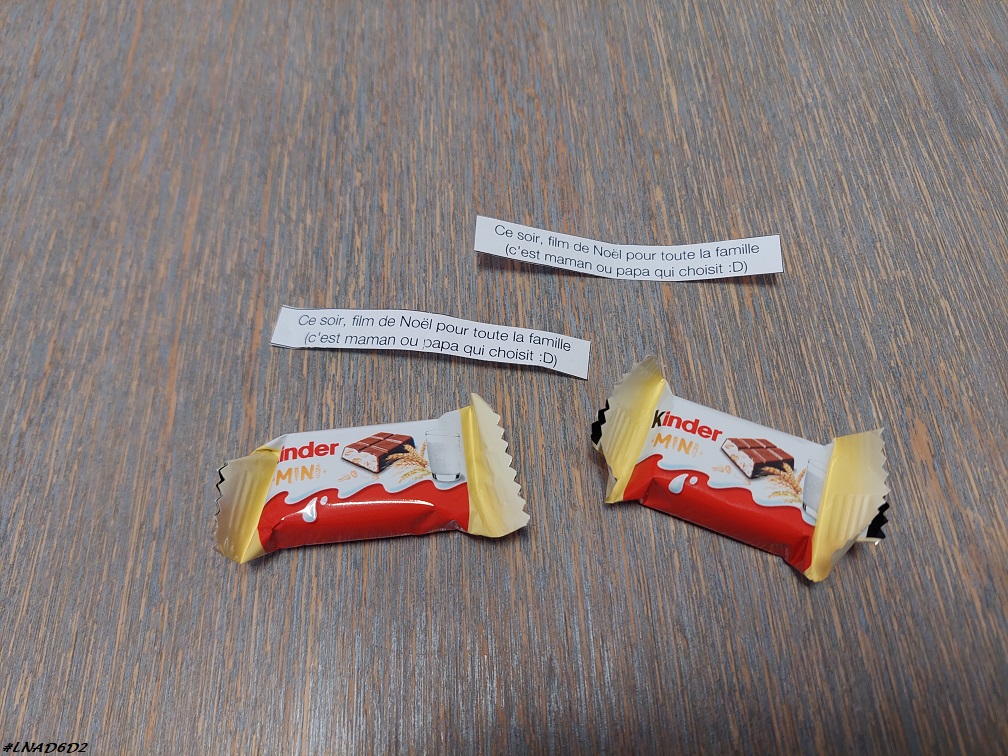 Ce soir, film de Noël pour toute la famille
(c'est maman ou papa qui choisit :D)
Ce soir, film de Noël pour toute la famille
(c'est maman ou papa qui choisit :D)
Kinder
MINI
inder
MINI
#LNAD6D2